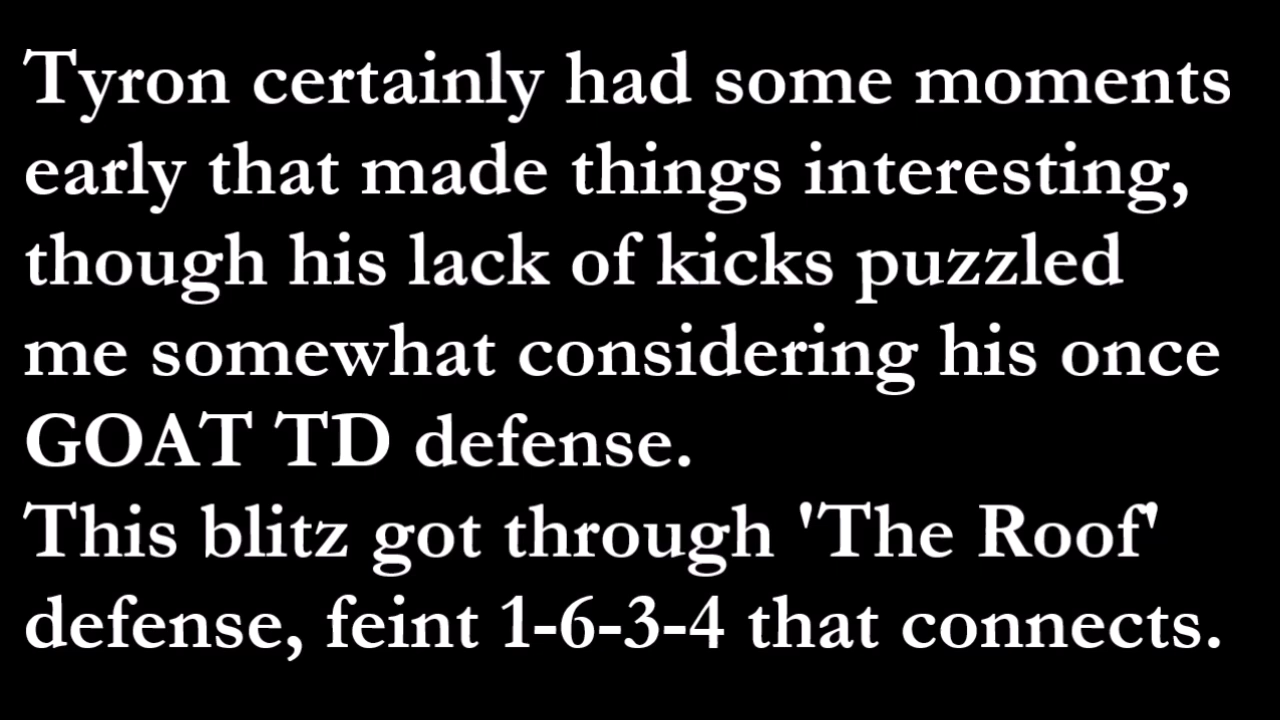 Tyron certainly had some moments
early that made things interesting,
though his lack of kicks puzzled
me somewhat considering his once
GOAT TD defense.
This blitz got through 'The Roof'
defense, feint 1-6-3-4 that connects.